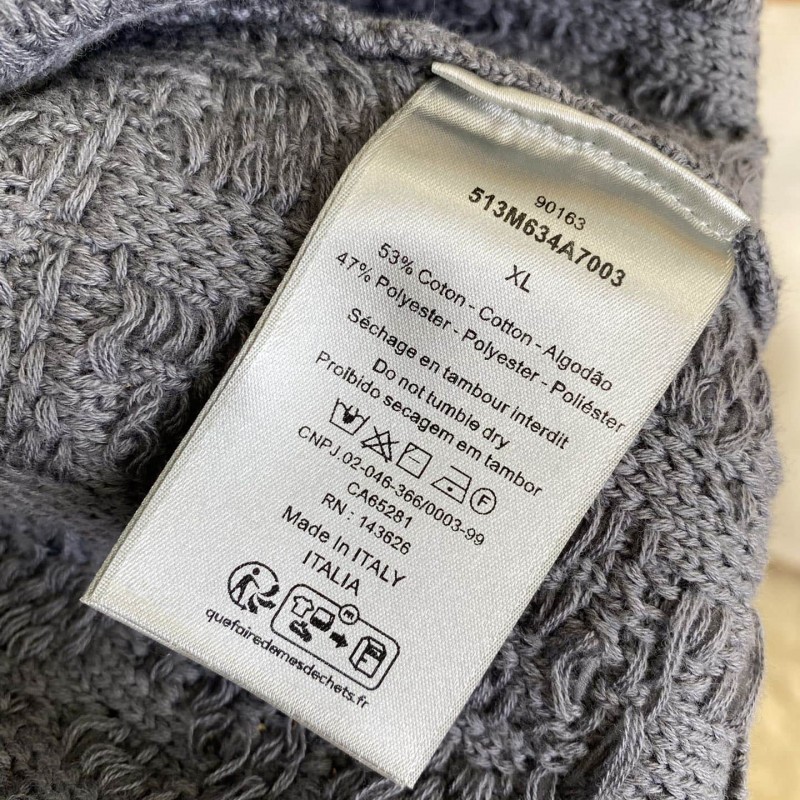 90163
513M634A7003
XL
53% Coton - Cotton - Algodão
47% Polyester - Polyester - Poliéster
Séchage en tambour interdit
Do not tumble dry
Proibido secagem em tambor
F
CNPJ.02-046-366/0003-99
CA65281
RN : 143626
Made In ITALY
ITALIA
FR
quefairedemesdechets.fr